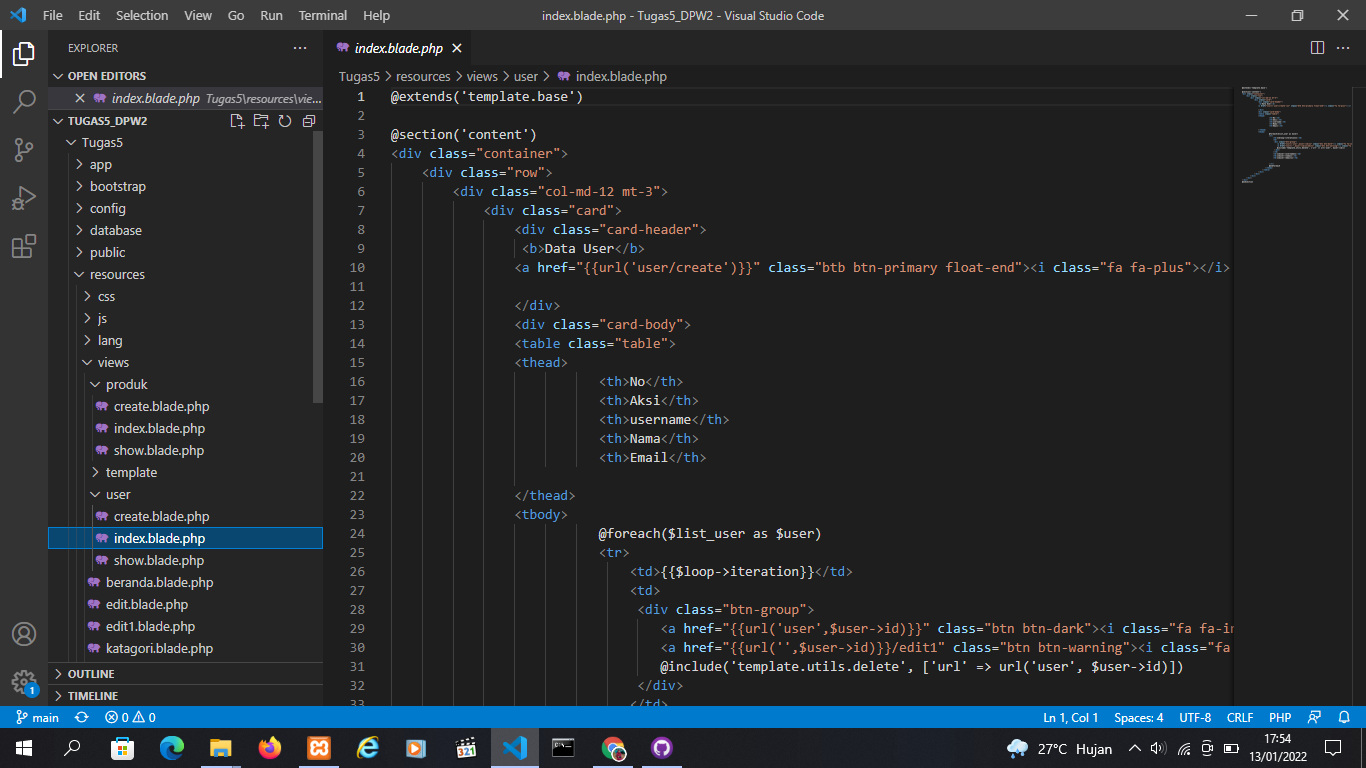 File Edit Selection View Go Run Terminal Help index.blade.php - Tugas5_DPW2 - Visual Studio Code
EXPLORER
OPEN EDITORS
index.blade.php Tugas5\resources\vie...
TUGAS5_DPW2
Tugas5
app
bootstrap
config
database
public
resources
css
js
lang
views
produk
create.blade.php
index.blade.php
show.blade.php
template
user
create.blade.php
index.blade.php
show.blade.php
beranda.blade.php
edit.blade.php
edit1.blade.php
katagori.blade.php
OUTLINE
TIMELINE
index.blade.php
Tugas5 > resources > views > user > index.blade.php
1 @extends('template.base')
2
3 @section('content')
4 <div class="container">
5 <div class="row">
6 <div class="col-md-12 mt-3">
7 <div class="card">
8 <div class="card-header">
9 <b>Data User</b>
10 <a href="{{url('user/create')}}" class="btb btn-primary float-end"><i class="fa fa-plus"></i>
11
12 </div>
13 <div class="card-body">
14 <table class="table">
15 <thead>
16 <th>No</th>
17 <th>Aksi</th>
18 <th>username</th>
19 <th>Nama</th>
20 <th>Email</th>
21
22 </thead>
23 <tbody>
24 @foreach($list_user as $user)
25 <tr>
26 <td>{{$loop->iteration}}</td>
27 <td>
28 <div class="btn-group">
29 <a href="{{url('user',$user->id)}}" class="btn btn-dark"><i class="fa fa-in
30 <a href="{{url('',$user->id)}}/edit1" class="btn btn-warning"><i class="fa
31 @include('template.utils.delete', ['url' => url('user', $user->id)])
32 </div>
33 </td>
1
main 0 0 Ln 1, Col 1 Spaces: 4 UTF-8 CRLF PHP
321
27°C Hujan
17:54
13/01/2022